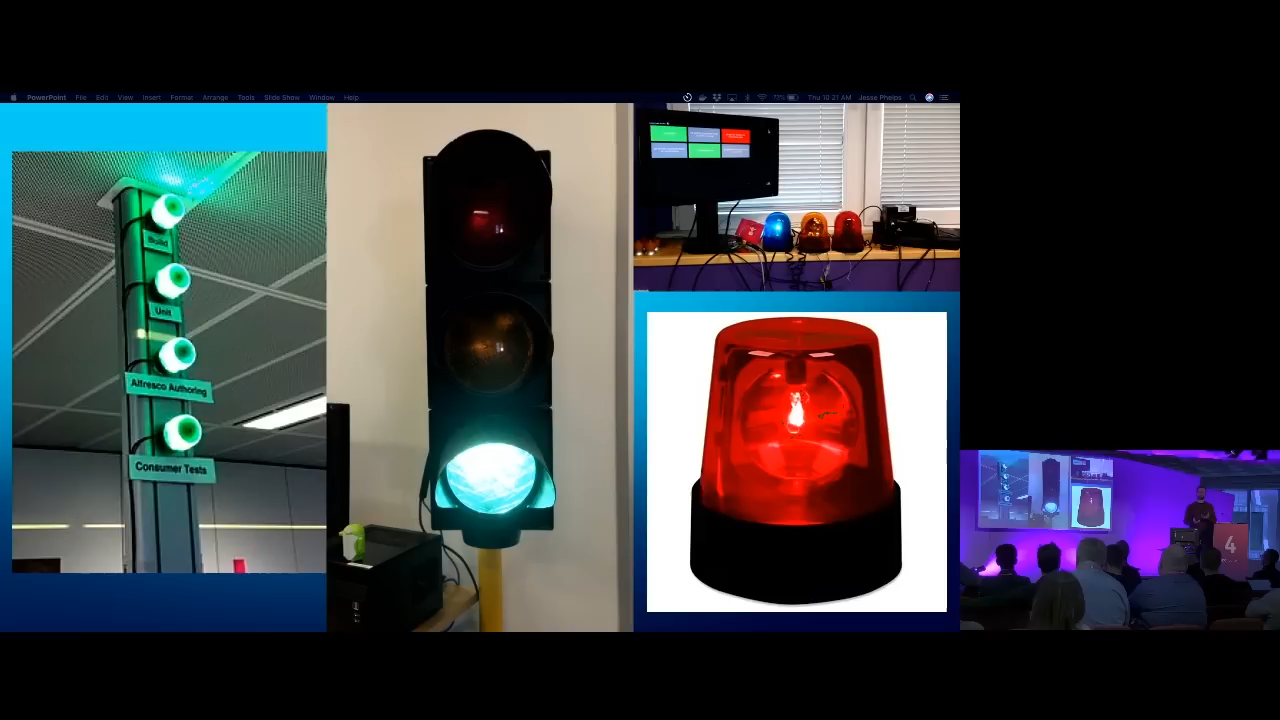 PowerPoint File Edit View Insert Format Arrange Tools Slide Show Window Help
72% Thu 10:21 AM Jesse Phelps
Build
Unit
Alfresco Authoring
Consumer Tests
4